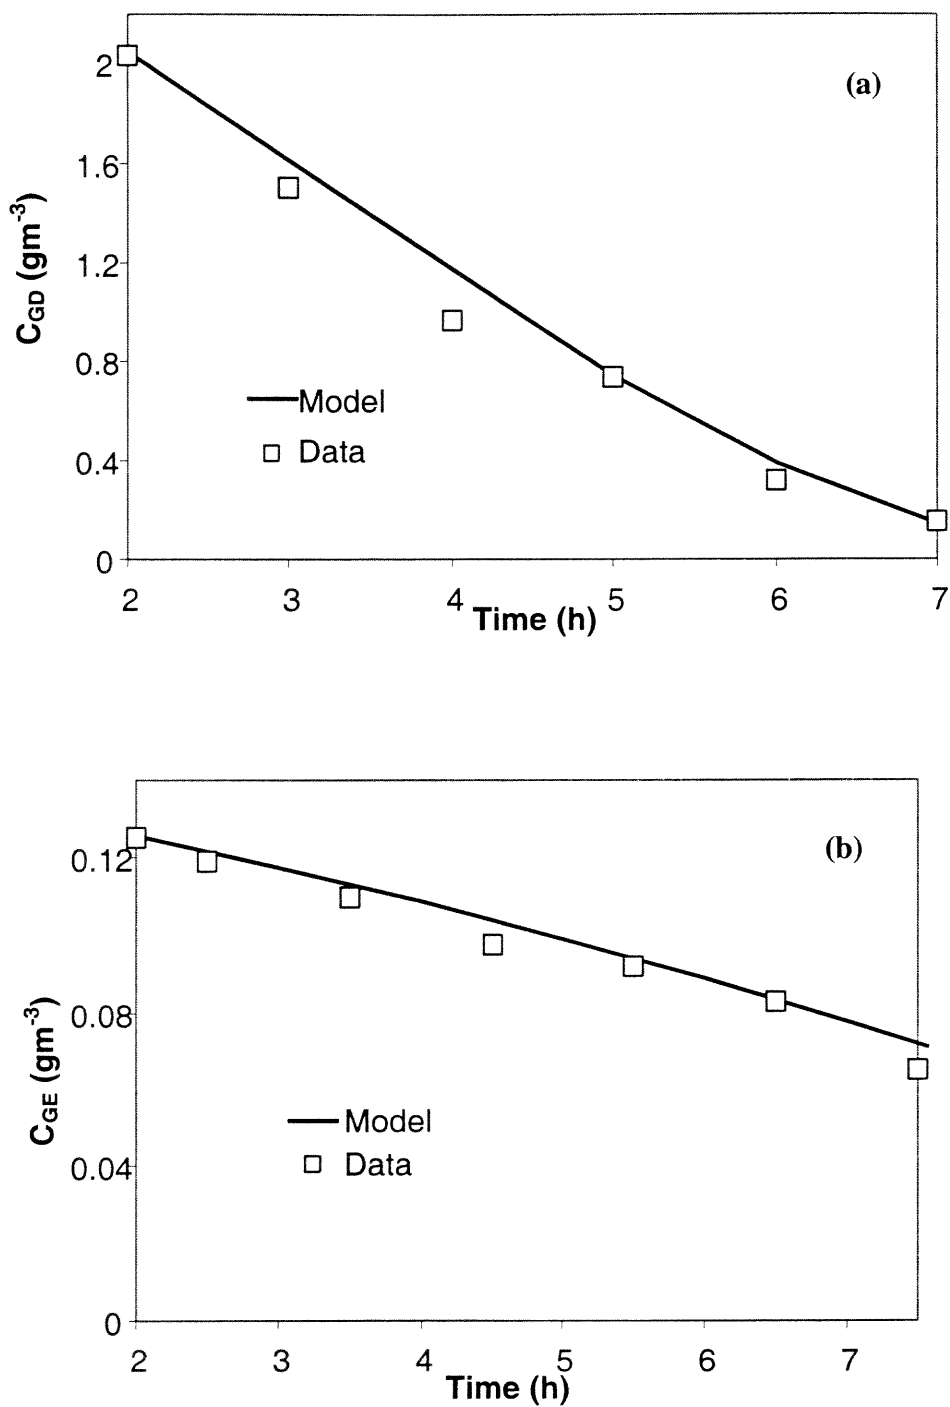 (a)
2
1.6
1.2
0.8
0.4
0
C_GD (gm⁻³)
Model
Data
2 3 4 5 6 7
Time (h)
(b)
0.12
0.08
0.04
0
C_GE (gm⁻³)
Model
Data
2 3 4 5 6 7
Time (h)